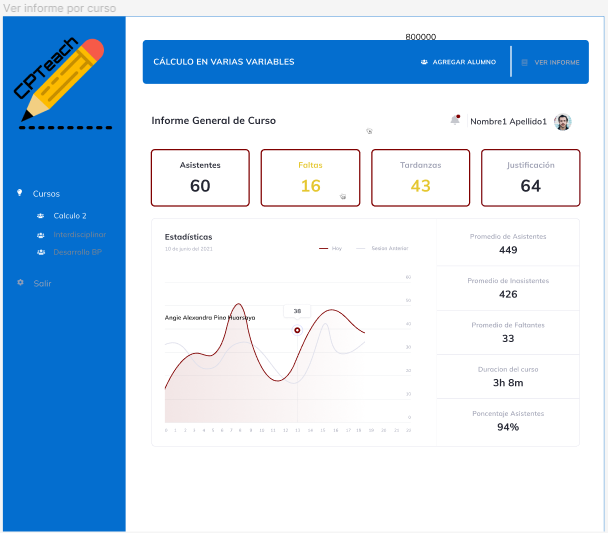 Ver informe por curso
800000
CPTeach
CÁLCULO EN VARIAS VARIABLES
AGREGAR ALUMNO
VER INFORME
Informe General de Curso
Nombre1 Apellido1
Asistentes
60
Faltas
16
Tardanzas
43
Justificación
64
Cursos
Calculo 2
Interdisciplinar
Desarrollo BP
Salir
Estadísticas
10 de junio del 2021
Hoy
Sesion Anterior
60
50
40
30
20
10
0
Angie Alexandra Pino Huarsaya
38
0 1 2 3 4 5 6 7 8 9 10 11 12 13 14 15 16 17 18 19 20 21 22
Promedio de Asistentes
449
Promedio de Inasistentes
426
Promedio de Faltantes
33
Duracion del curso
3h 8m
Porcentaje Asistentes
94%